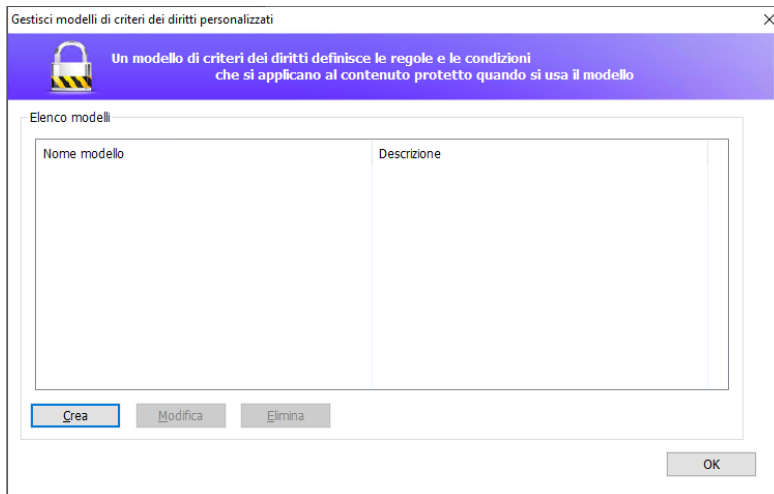 Gestisci modelli di criteri dei diritti personalizzati
Un modello di criteri dei diritti definisce le regole e le condizioni
che si applicano al contenuto protetto quando si usa il modello
Elenco modelli
Nome modello Descrizione
Crea Modifica Elimina
OK